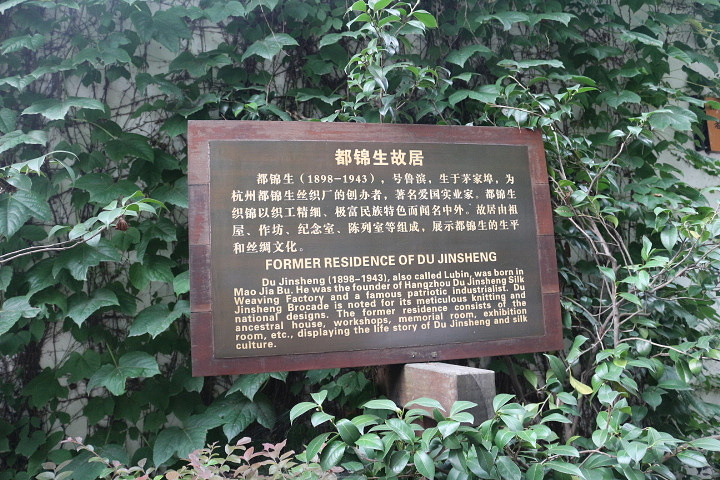 都锦生故居
都锦生（1898-1943），号鲁滨，生于茅家埠，为
杭州都锦生丝织厂的创办者，著名爱国实业家。都锦生
织锦以织工精细、极富民族特色而闻名中外。故居由祖
屋、作坊、纪念室、陈列室等组成，展示都锦生的生平
和丝绸文化。
FORMER RESIDENCE OF DU JINSHENG
Du Jinsheng (1898-1943), also called Lubin, was born in
Mao Jia Bu. He was the founder of Hangzhou Du Jinsheng Silk
Weaving Factory and a famous patriotic industrialist. Du
Jinsheng Brocade is noted for its meticulous knitting and
national designs. The former residence consists of the
ancestral house, workshops, memorial room, exhibition
room, etc., displaying the life story of Du Jinsheng and silk
culture.